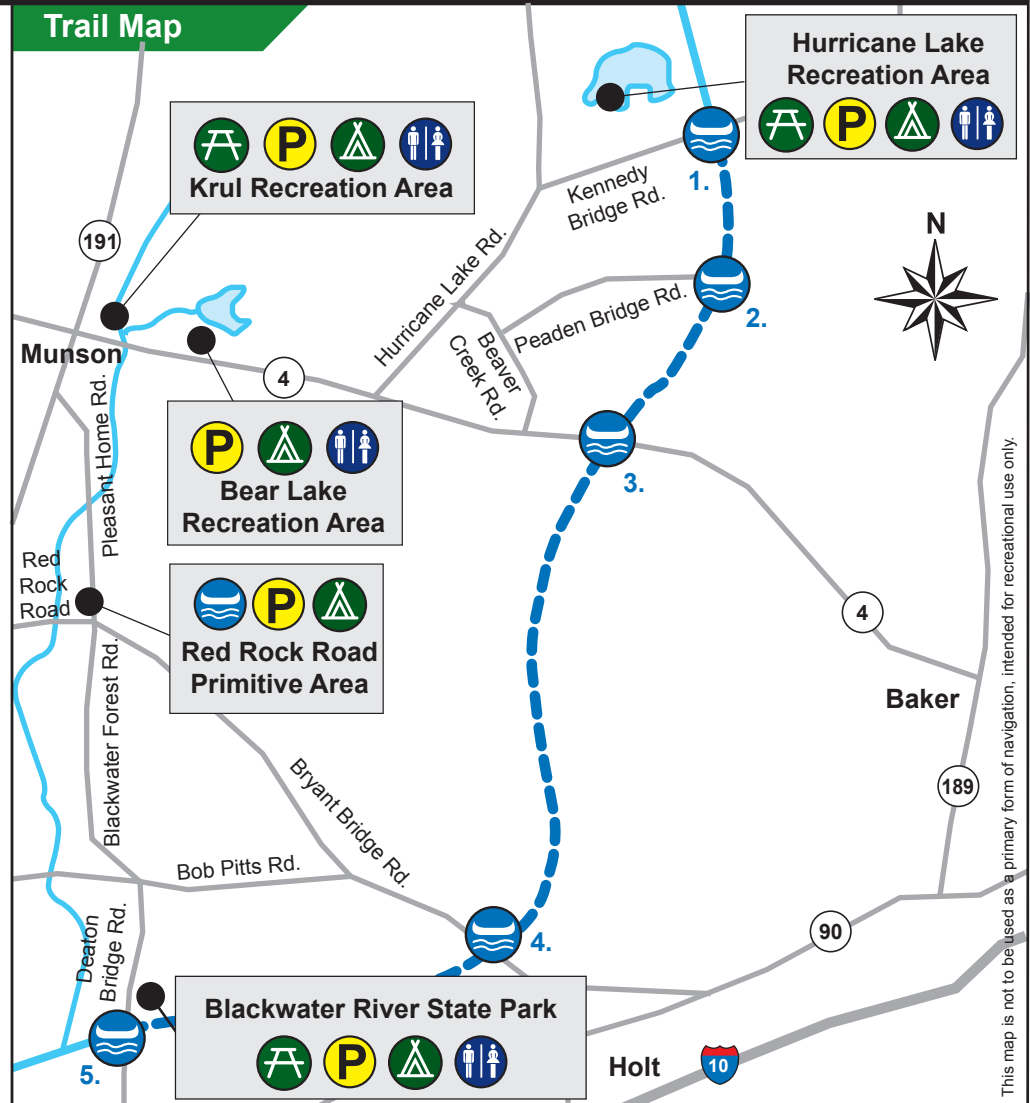 Trail Map
Hurricane Lake
Recreation Area
P
P
Krul Recreation Area
Kennedy
Bridge Rd.
1.
N
191
Hurricane Lake Rd.
Peaden Bridge Rd.
2.
Beaver
Creek Rd.
Munson
4
Pleasant Home Rd.
P
Bear Lake
Recreation Area
3.
Red
Rock
Road
P
Red Rock Road
Primitive Area
4
Baker
Blackwater Forest Rd.
189
Bryant Bridge Rd.
Bob Pitts Rd.
Deaton
Bridge Rd.
4.
90
Blackwater River State Park
P
5.
Holt
10
This map is not to be used as a primary form of navigation, intended for recreational use only.